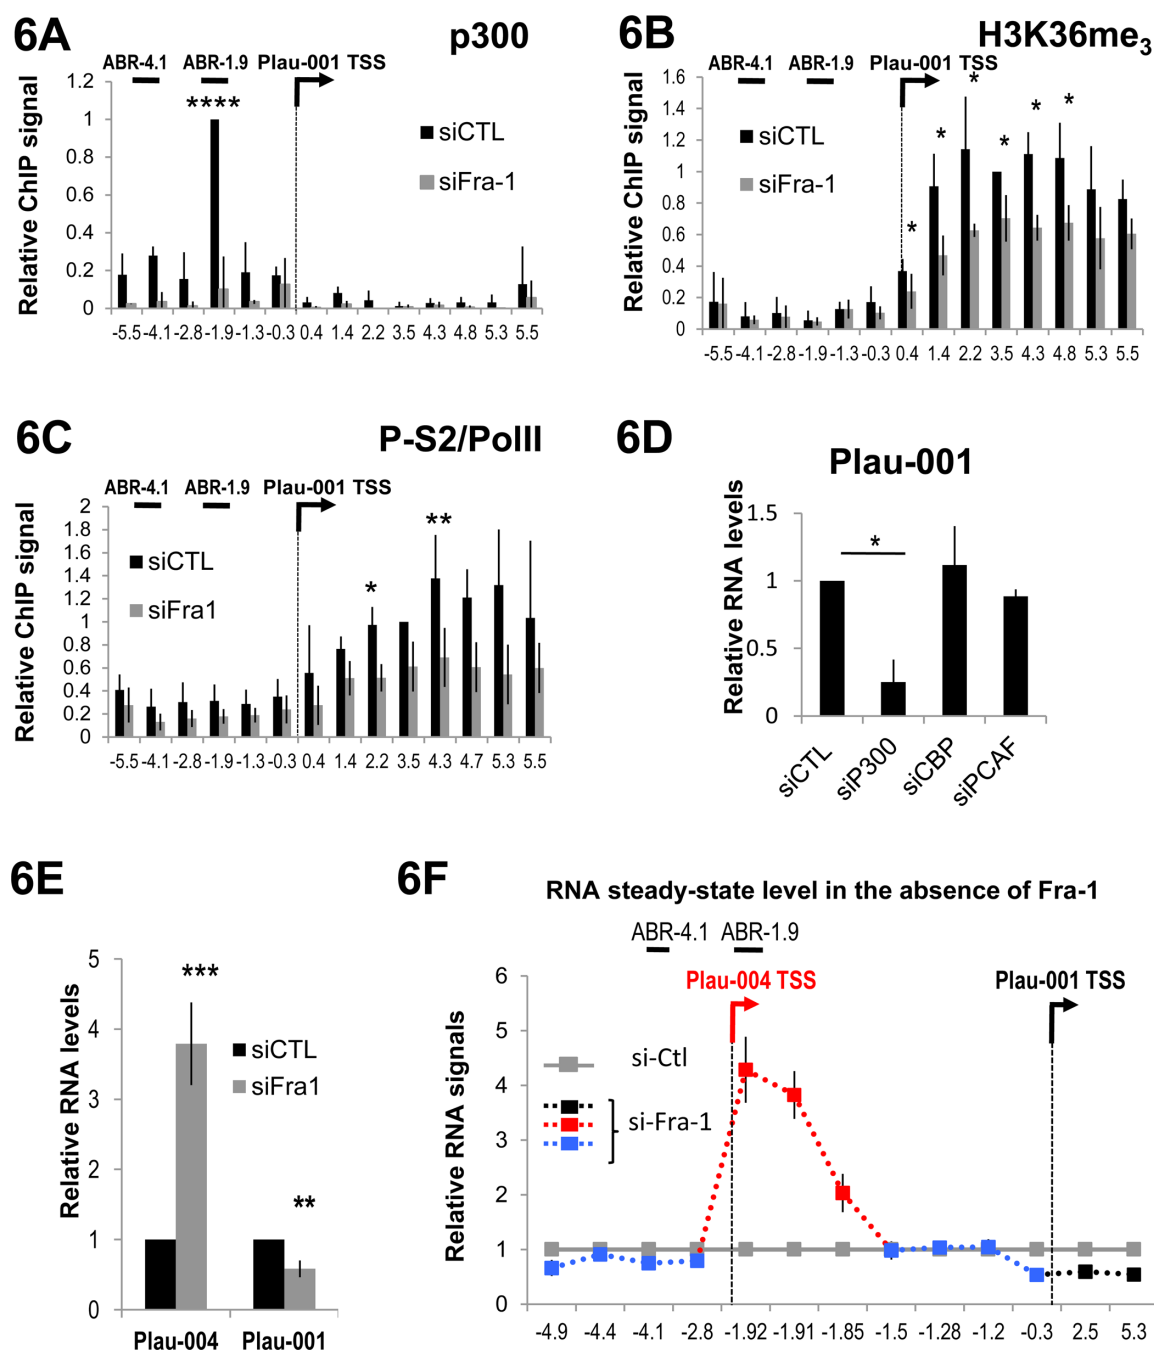 6A
p300
ABR-4.1 ABR-1.9 Plau-001 TSS
Relative ChIP signal
1.2
1
0.8
0.6
0.4
0.2
0
****
siCTL
siFra-1
-5.5 -4.1 -2.8 -1.9 -1.3 -0.3 0.4 1.4 2.2 3.5 4.3 4.8 5.3 5.5
6B
H3K36me3
ABR-4.1 ABR-1.9 Plau-001 TSS
Relative ChIP signal
1.6
1.4
1.2
1
0.8
0.6
0.4
0.2
0
* * * * * *
siCTL
siFra-1
-5.5 -4.1 -2.8 -1.9 -1.3 -0.3 0.4 1.4 2.2 3.5 4.3 4.8 5.3 5.5
6C
P-S2/PolII
ABR-4.1 ABR-1.9 Plau-001 TSS
Relative ChIP signal
2
1.8
1.6
1.4
1.2
1
0.8
0.6
0.4
0.2
0
* **
siCTL
siFra1
-5.5 -4.1 -2.8 -1.9 -1.3 -0.3 0.4 1.4 2.2 3.5 4.3 4.7 5.3 5.5
6D
Plau-001
Relative RNA levels
1.5
1
0.5
0
*
siCTL siP300 siCBP siPCAF
6E
Relative RNA levels
5
4
3
2
1
0
***
**
siCTL
siFra1
Plau-004 Plau-001
6F
RNA steady-state level in the absence of Fra-1
ABR-4.1 ABR-1.9
Plau-004 TSS Plau-001 TSS
Relative RNA signals
6
5
4
3
2
1
0
si-Ctl
si-Fra-1
-4.9 -4.4 -4.1 -2.8 -1.92 -1.91 -1.85 -1.5 -1.28 -1.2 -0.3 2.5 5.3